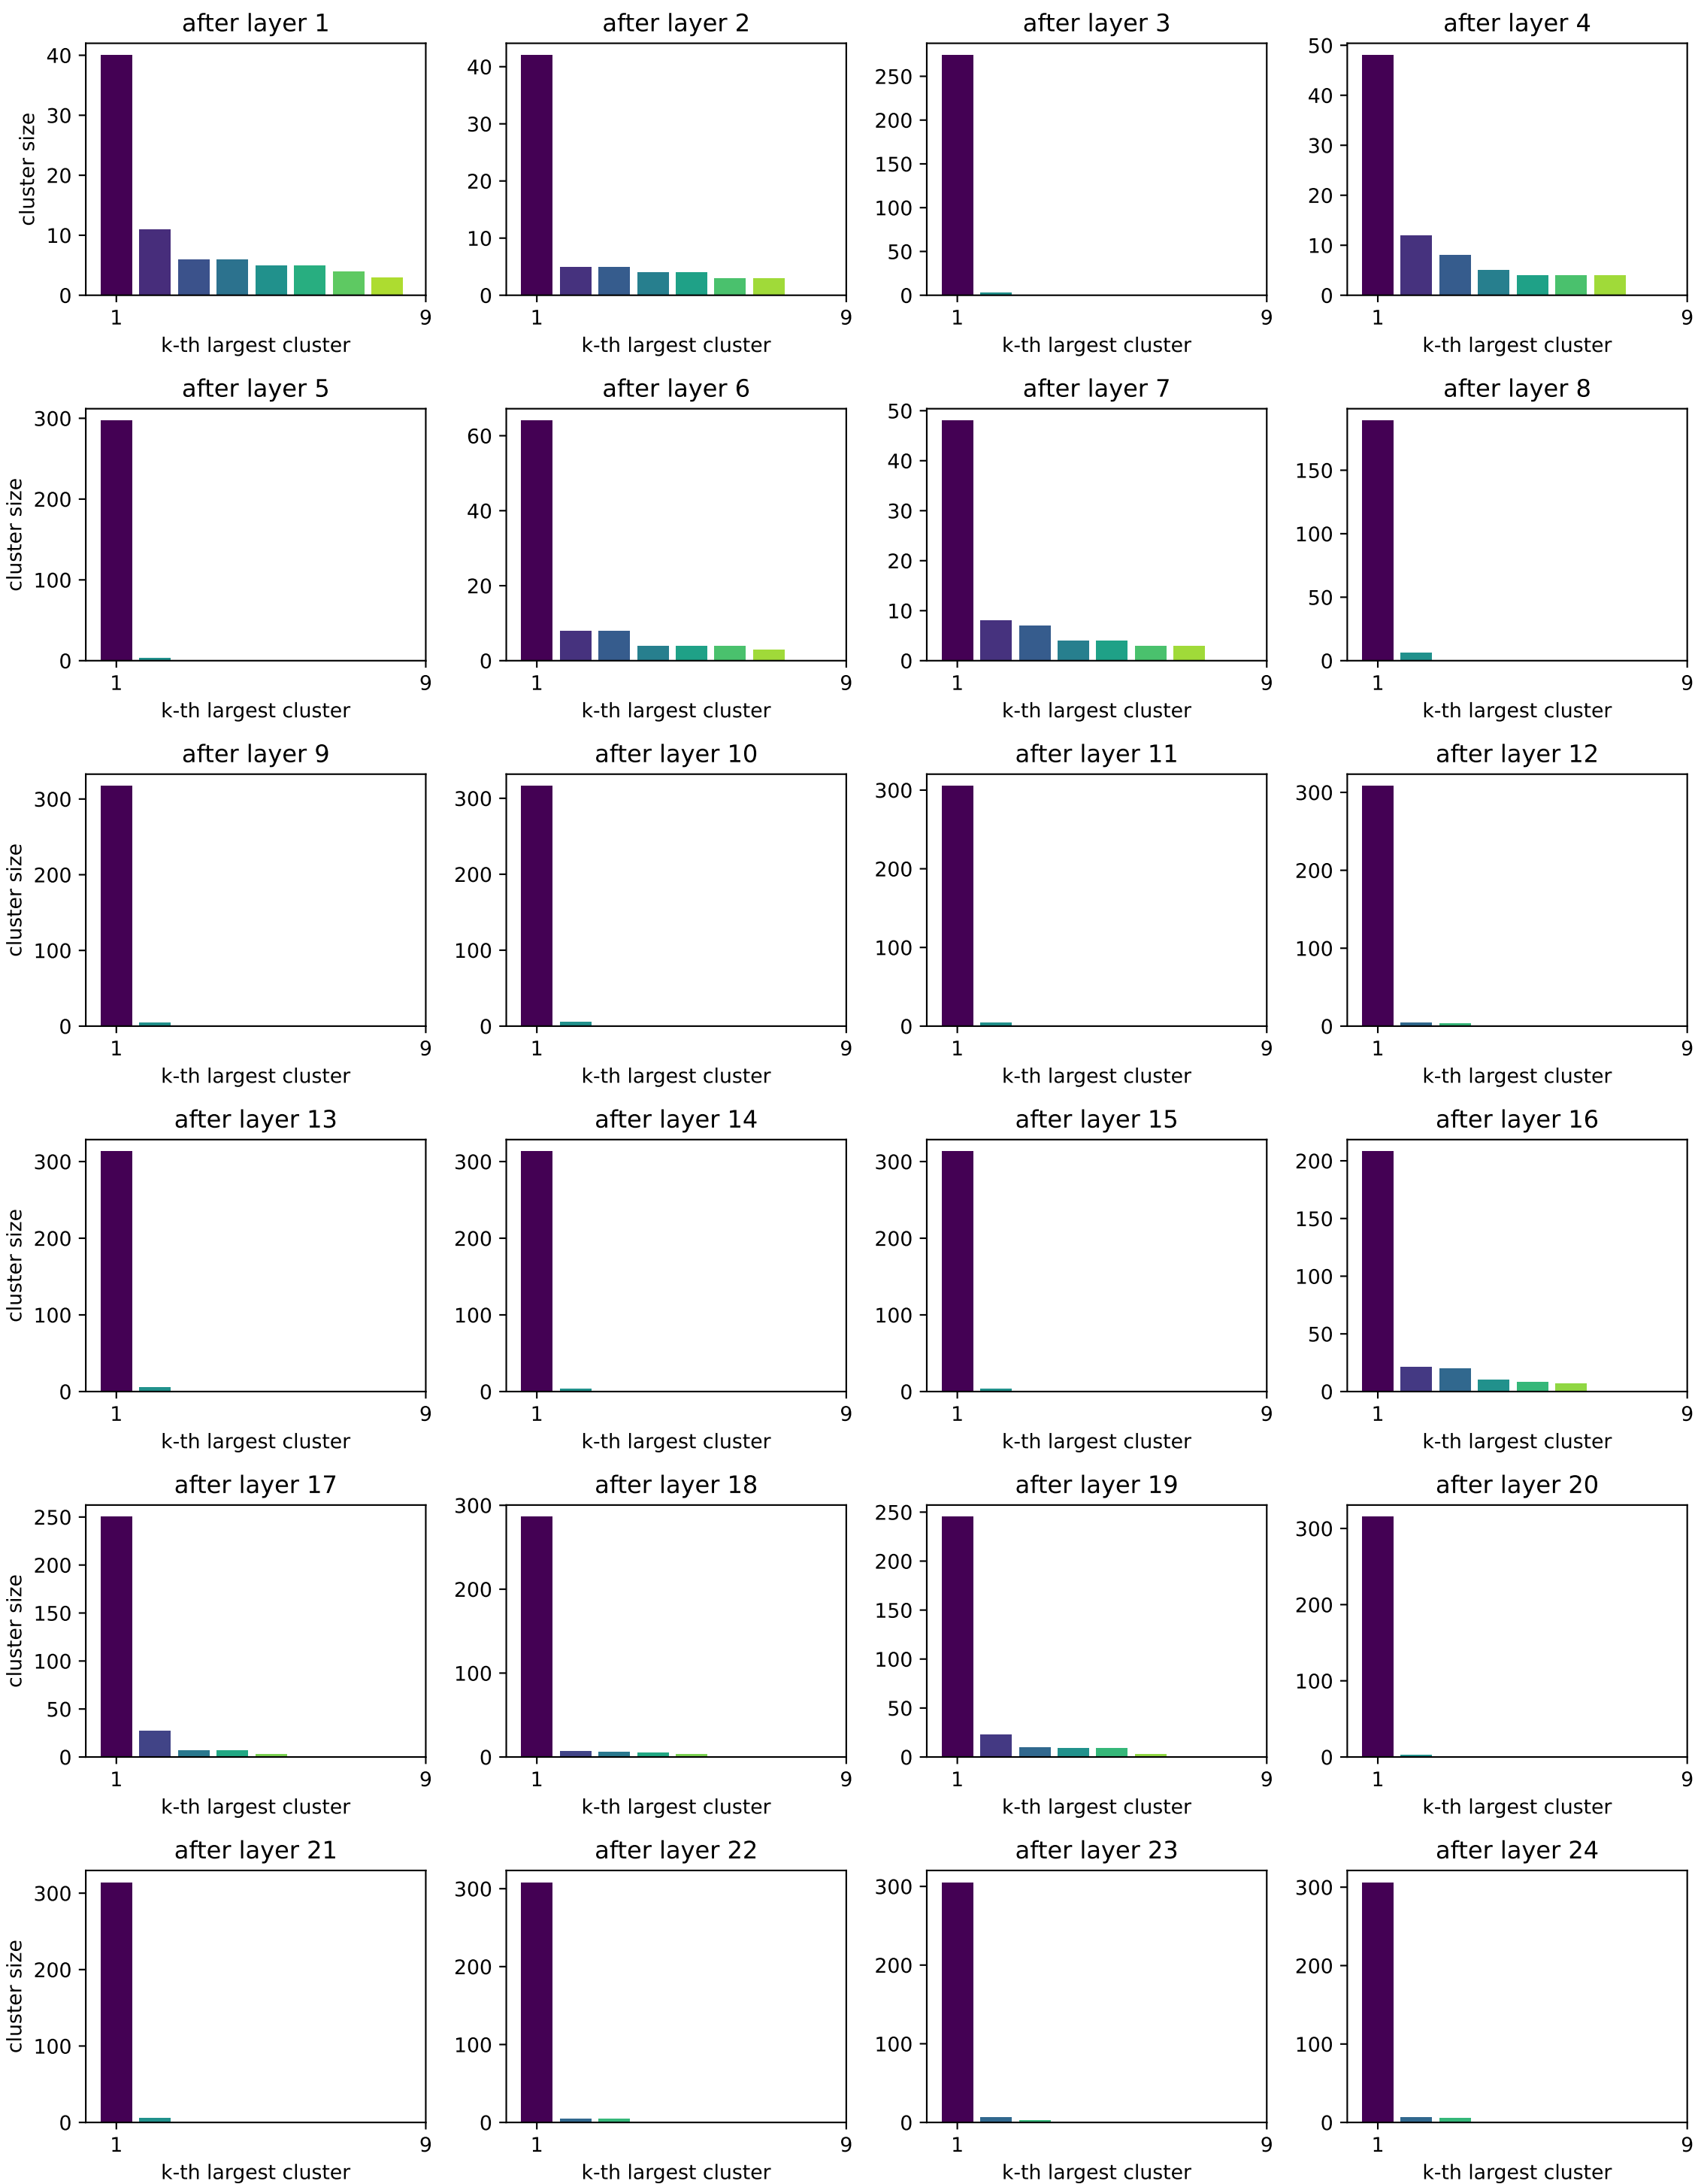 after layer 1
after layer 2
after layer 3
after layer 4
cluster size
40
30
20
10
0
1
9
k-th largest cluster
40
30
20
10
0
1
9
k-th largest cluster
250
200
150
100
50
0
1
9
k-th largest cluster
50
40
30
20
10
0
1
9
k-th largest cluster
after layer 5
after layer 6
after layer 7
after layer 8
cluster size
300
200
100
0
1
9
k-th largest cluster
60
40
20
0
1
9
k-th largest cluster
50
40
30
20
10
0
1
9
k-th largest cluster
150
100
50
0
1
9
k-th largest cluster
after layer 9
after layer 10
after layer 11
after layer 12
cluster size
300
200
100
0
1
9
k-th largest cluster
300
200
100
0
1
9
k-th largest cluster
300
200
100
0
1
9
k-th largest cluster
300
200
100
0
1
9
k-th largest cluster
after layer 13
after layer 14
after layer 15
after layer 16
cluster size
300
200
100
0
1
9
k-th largest cluster
300
200
100
0
1
9
k-th largest cluster
300
200
100
0
1
9
k-th largest cluster
200
150
100
50
0
1
9
k-th largest cluster
after layer 17
after layer 18
after layer 19
after layer 20
cluster size
250
200
150
100
50
0
1
9
k-th largest cluster
300
200
100
0
1
9
k-th largest cluster
250
200
150
100
50
0
1
9
k-th largest cluster
300
200
100
0
1
9
k-th largest cluster
after layer 21
after layer 22
after layer 23
after layer 24
cluster size
300
200
100
0
1
9
k-th largest cluster
300
200
100
0
1
9
k-th largest cluster
300
200
100
0
1
9
k-th largest cluster
300
200
100
0
1
9
k-th largest cluster